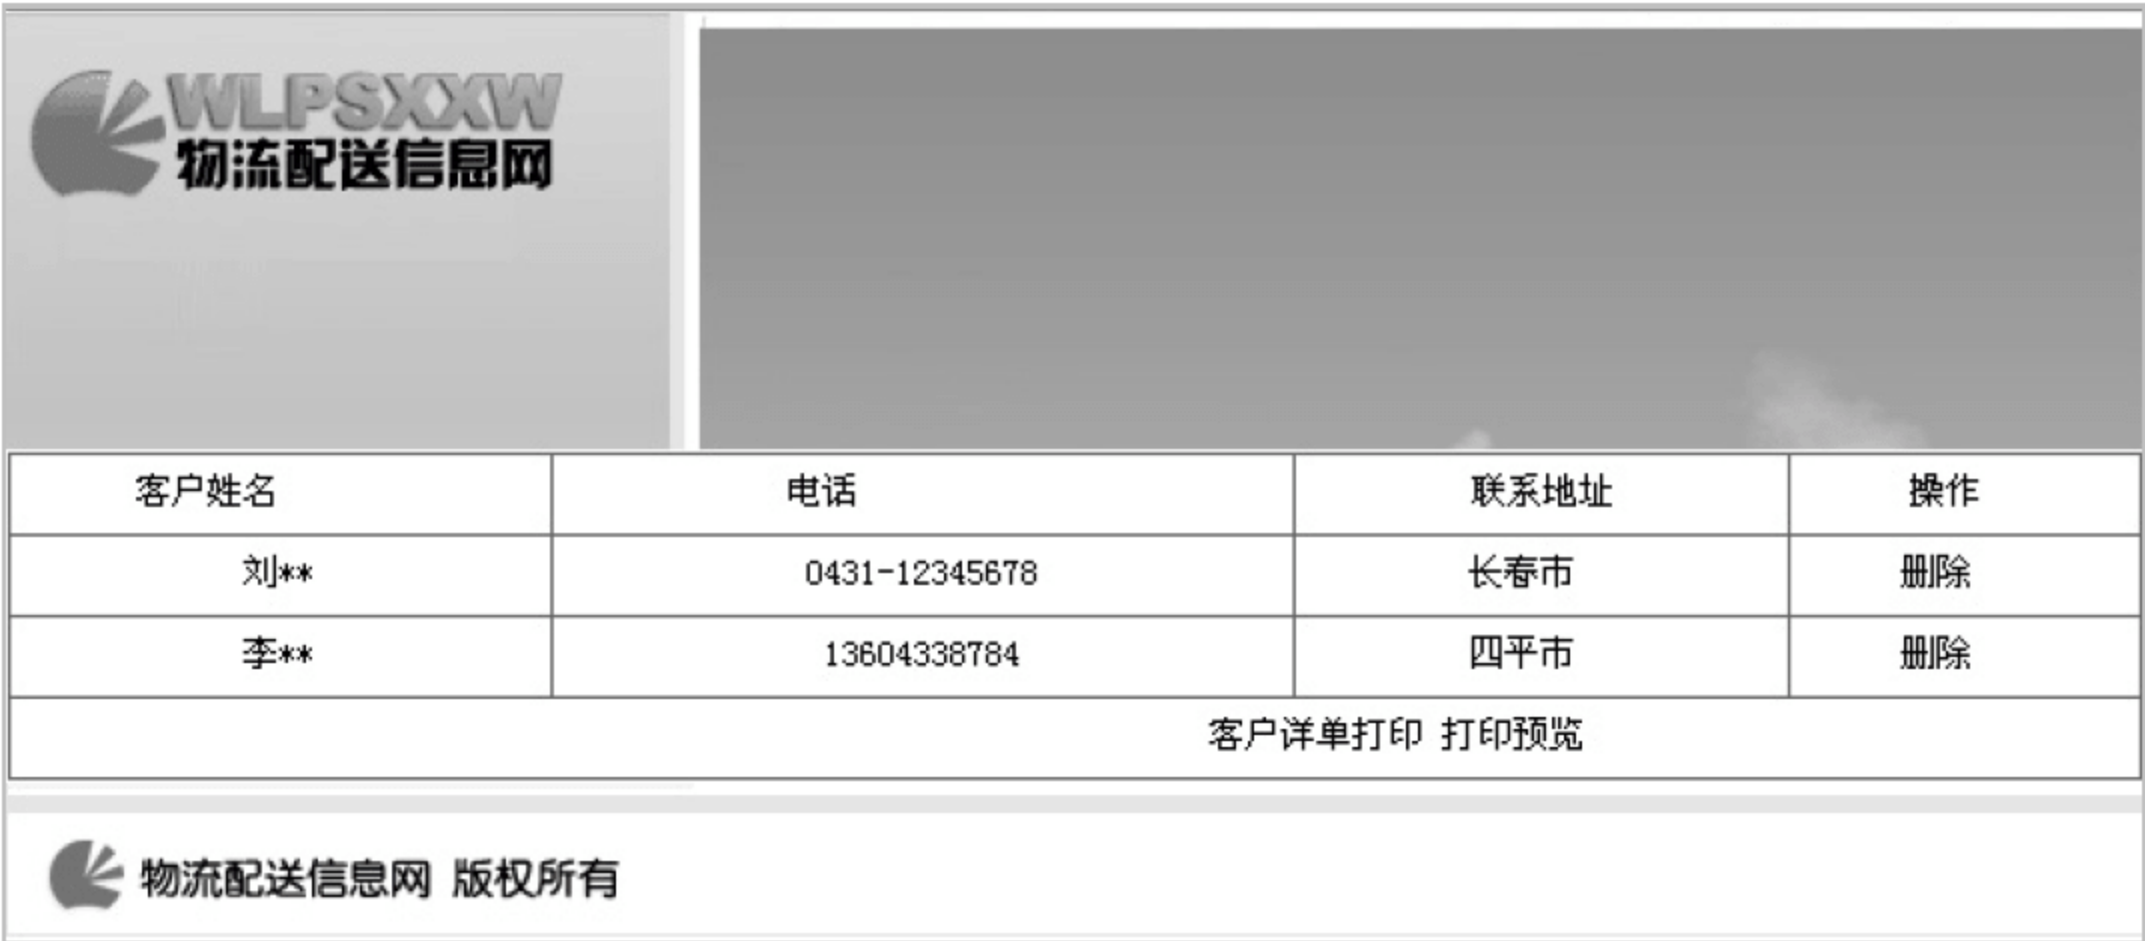 WLPSXXW
物流配送信息网
客户姓名 电话 联系地址 操作
刘** 0431-12345678 长春市 删除
李** 13604338784 四平市 删除
客户详单打印 打印预览
物流配送信息网 版权所有